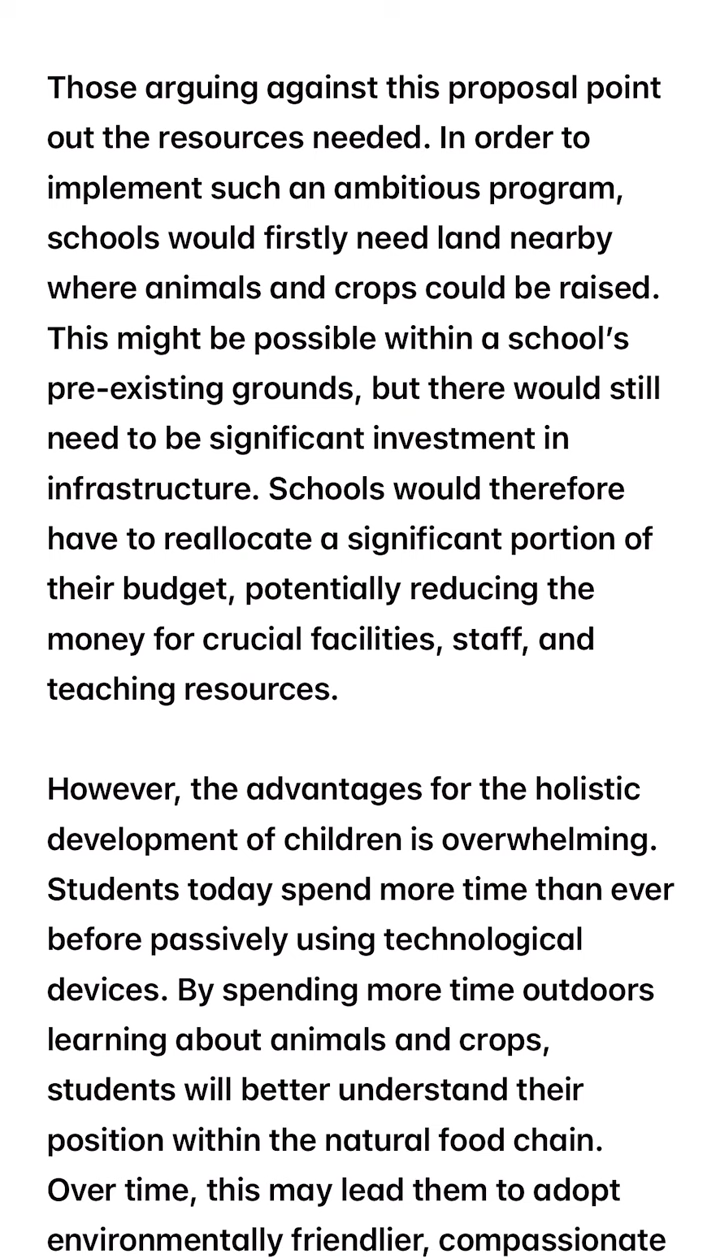 Those arguing against this proposal point
out the resources needed. In order to
implement such an ambitious program,
schools would firstly need land nearby
where animals and crops could be raised.
This might be possible within a school’s
pre-existing grounds, but there would still
need to be significant investment in
infrastructure. Schools would therefore
have to reallocate a significant portion of
their budget, potentially reducing the
money for crucial facilities, staff, and
teaching resources.
However, the advantages for the holistic
development of children is overwhelming.
Students today spend more time than ever
before passively using technological
devices. By spending more time outdoors
learning about animals and crops,
students will better understand their
position within the natural food chain.
Over time, this may lead them to adopt
environmentally friendlier, compassionate